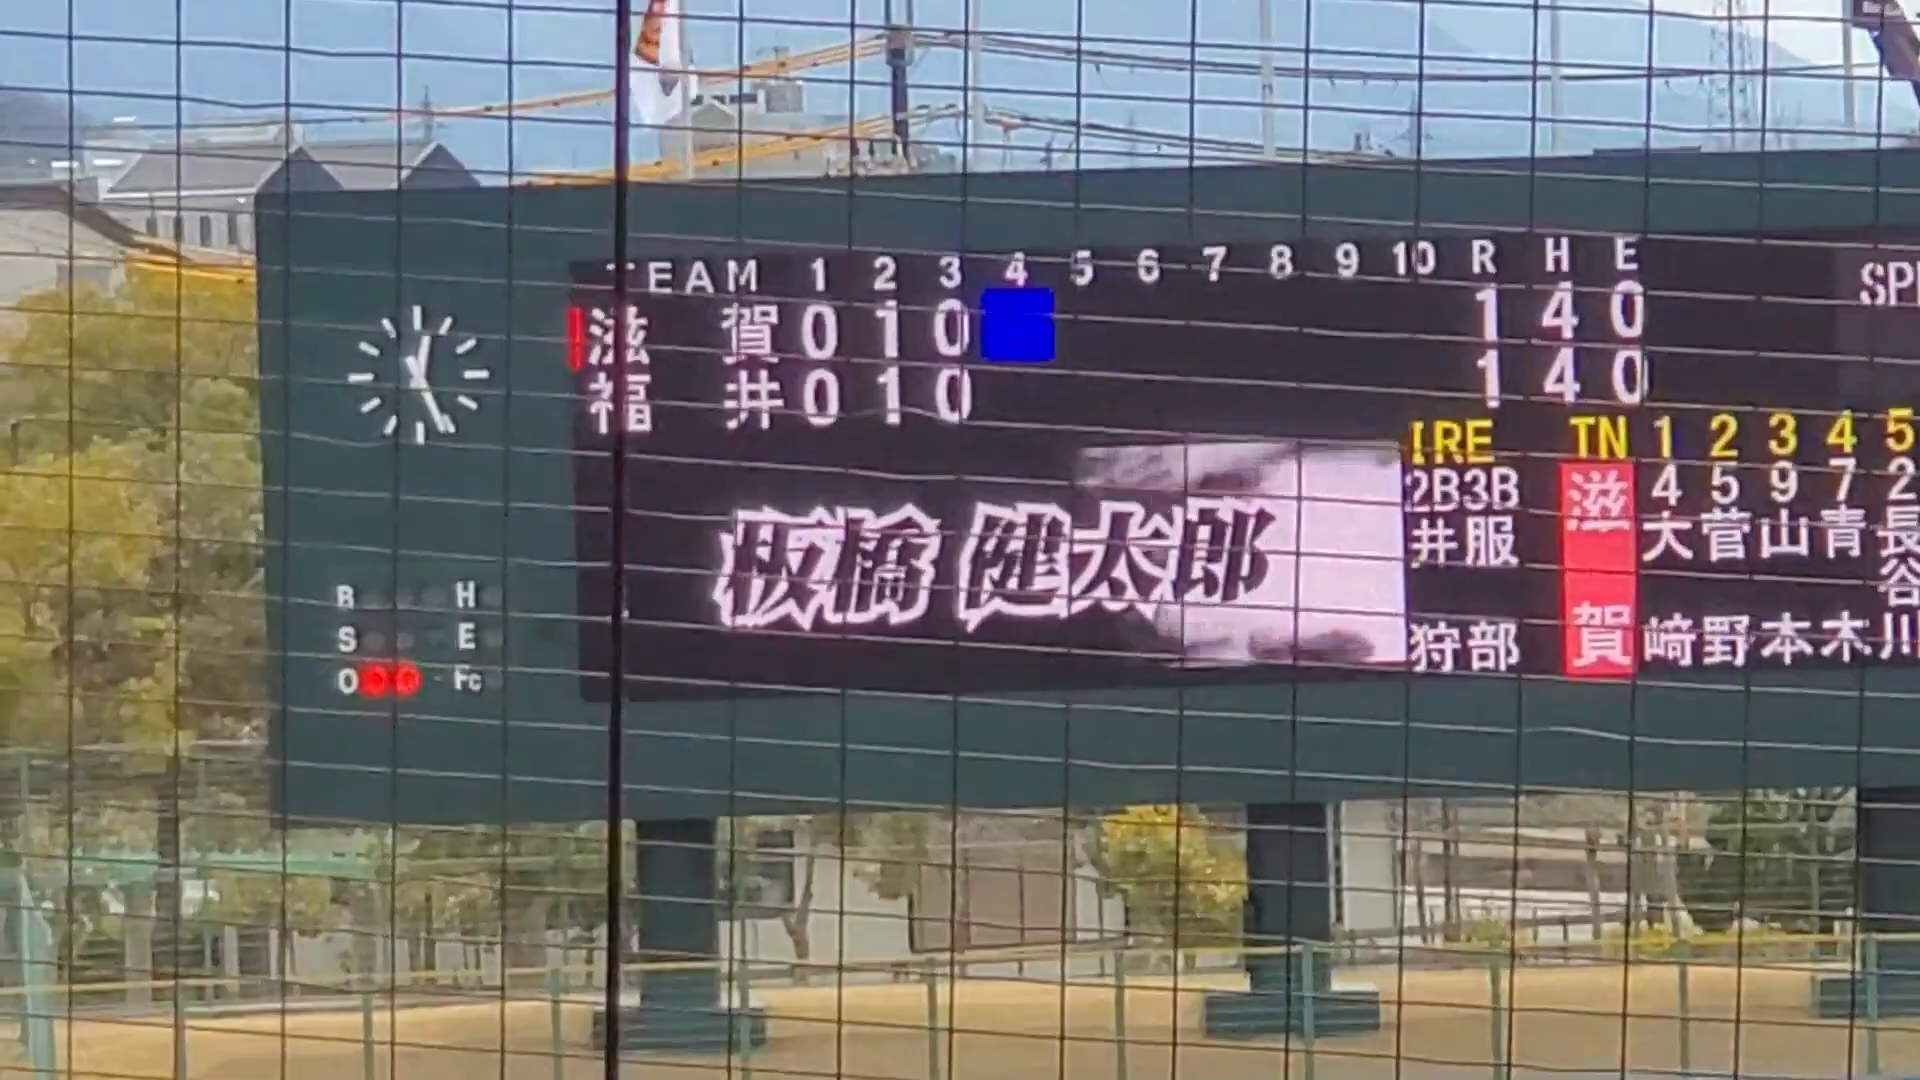 TEAM 1 2 3 4 5 6 7 8 9 10 R H E
滋賀 0 1 0 1 4 0
福井 0 1 0 1 4 0
板橋 健太郎
B H
S E
O Fc
2B 3B
井 服
狩 部
TN 1 2 3 4 5
滋賀
4 5 9 7 2
大 菅 山 青 長谷
﨑 野 本 木 川